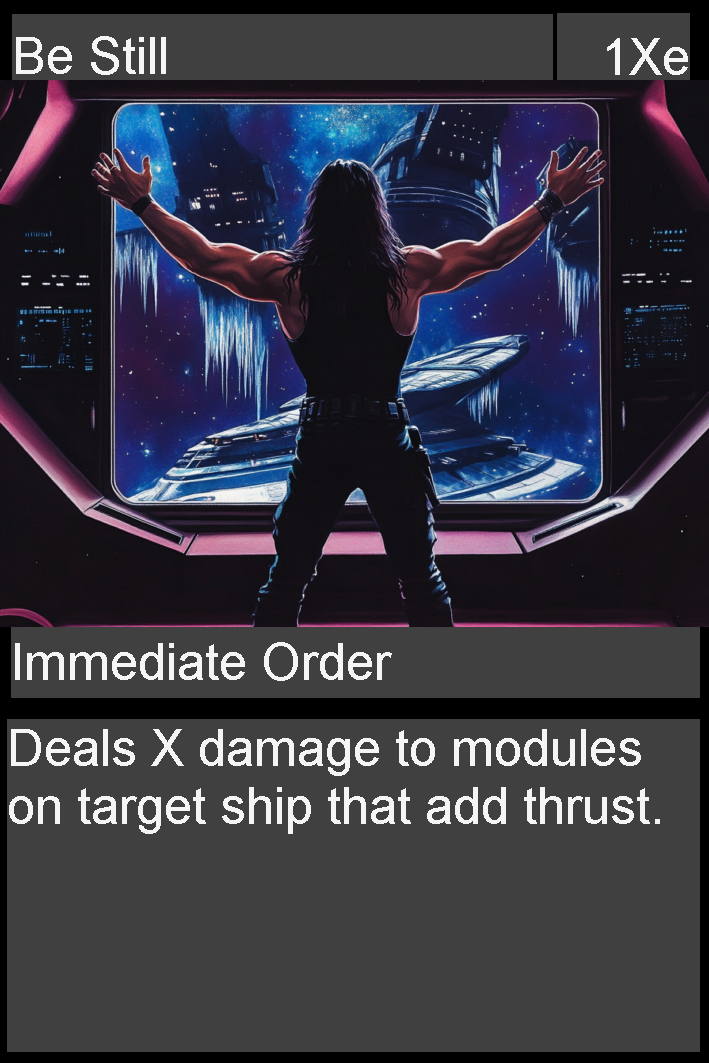 Be Still
1Xe
Immediate Order
Deals X damage to modules
on target ship that add thrust.